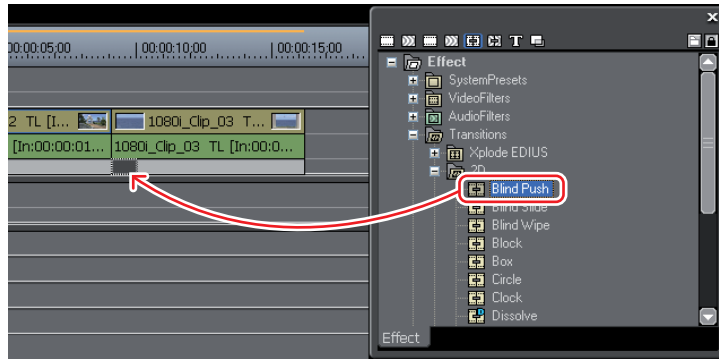 00:00:05;00 00:00:10;00 00:00:15;00
2 TL [I... 1080i_Clip_03 T...
[In:00:00:01... 1080i_Clip_03 TL [In:00:0...
T
Effect
SystemPresets
VideoFilters
AudioFilters
Transitions
Xplode EDIUS
2D
Blind Push
Blind Slide
Blind Wipe
Block
Box
Circle
Clock
Dissolve
Effect